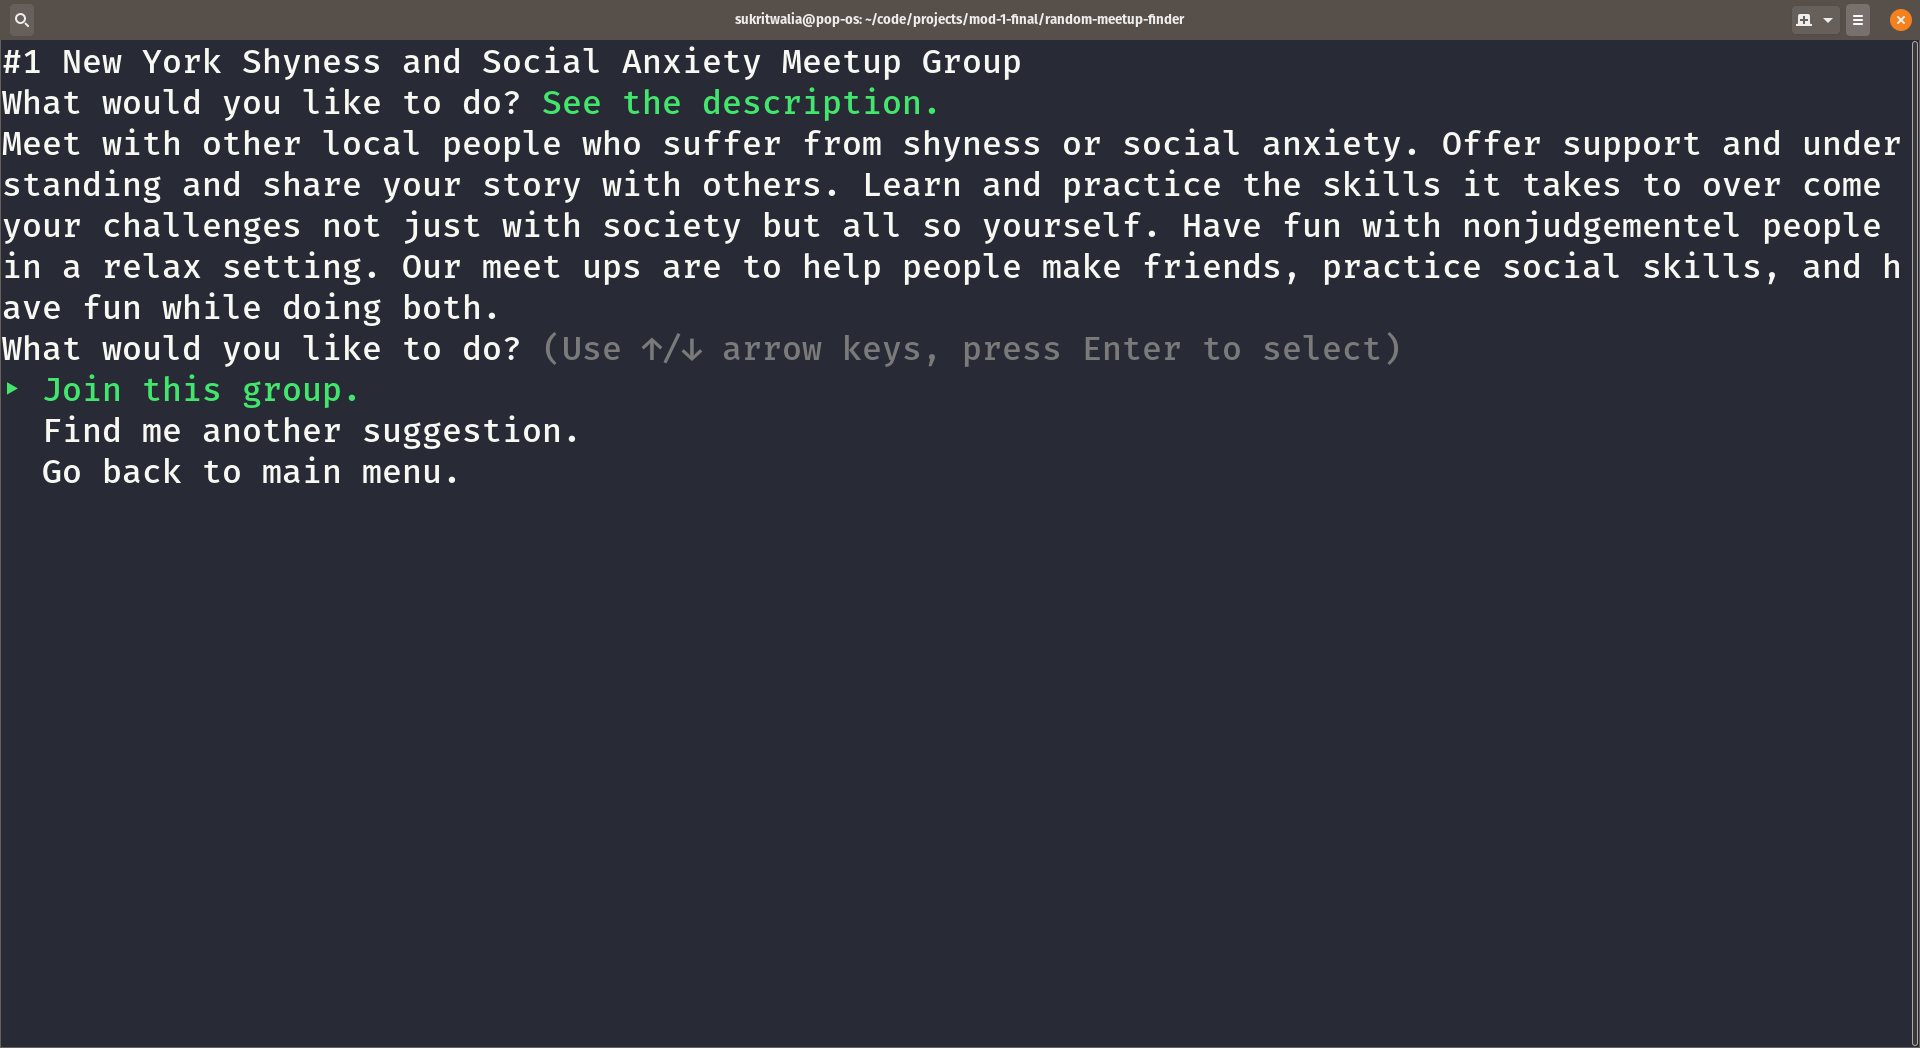 sukritwalia@pop-os: ~/code/projects/mod-1-final/random-meetup-finder
#1 New York Shyness and Social Anxiety Meetup Group
What would you like to do? See the description.
Meet with other local people who suffer from shyness or social anxiety. Offer support and under
standing and share your story with others. Learn and practice the skills it takes to over come
your challenges not just with society but all so yourself. Have fun with nonjudgementel people
in a relax setting. Our meet ups are to help people make friends, practice social skills, and h
ave fun while doing both.
What would you like to do? (Use ↑/↓ arrow keys, press Enter to select)
‣ Join this group.
Find me another suggestion.
Go back to main menu.